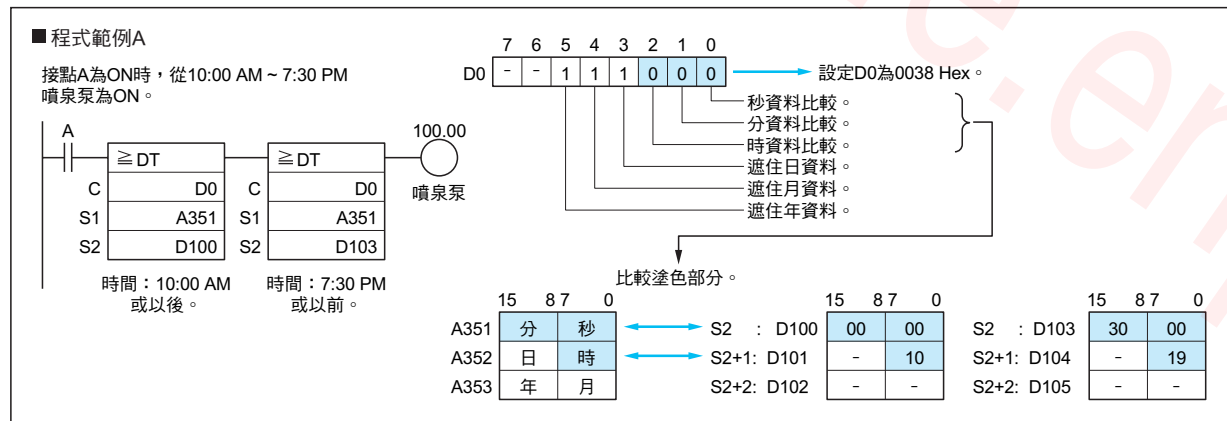 ■程式範例A
接點A為ON時，從10:00 AM ~ 7:30 PM
噴泉泵為ON。
A
100.00
≧DT
≧DT
噴泉泵
C D0 C D0
S1 A351 S1 A351
S2 D100 S2 D103
時間：10:00 AM
或以後。
時間：7:30 PM
或以前。
7 6 5 4 3 2 1 0
D0 - - 1 1 1 0 0 0 設定D0為0038 Hex。
秒資料比較。
分資料比較。
時資料比較。
遮住日資料。
遮住月資料。
遮住年資料。
比較塗色部分。
15 8 7 0
A351 分 秒
A352 日 時
A353 年 月
15 8 7 0
S2 : D100 00 00
S2+1: D101 - 10
S2+2: D102 - -
15 8 7 0
S2 : D103 30 00
S2+1: D104 - 19
S2+2: D105 - -